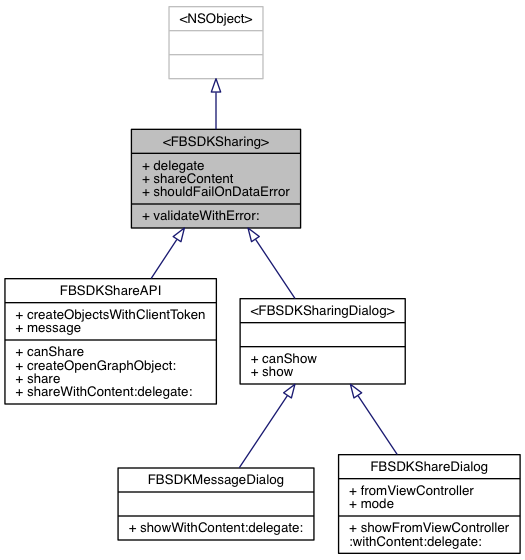 <NSObject>
<FBSDKSharing>
+ delegate
+ shareContent
+ shouldFailOnDataError
+ validateWithError:
FBSDKShareAPI
+ createObjectsWithClientToken
+ message
+ canShare
+ createOpenGraphObject:
+ share
+ shareWithContent:delegate:
<FBSDKSharingDialog>
+ canShow
+ show
FBSDKMessageDialog
+ showWithContent:delegate:
FBSDKShareDialog
+ fromViewController
+ mode
+ showFromViewController
:withContent:delegate: